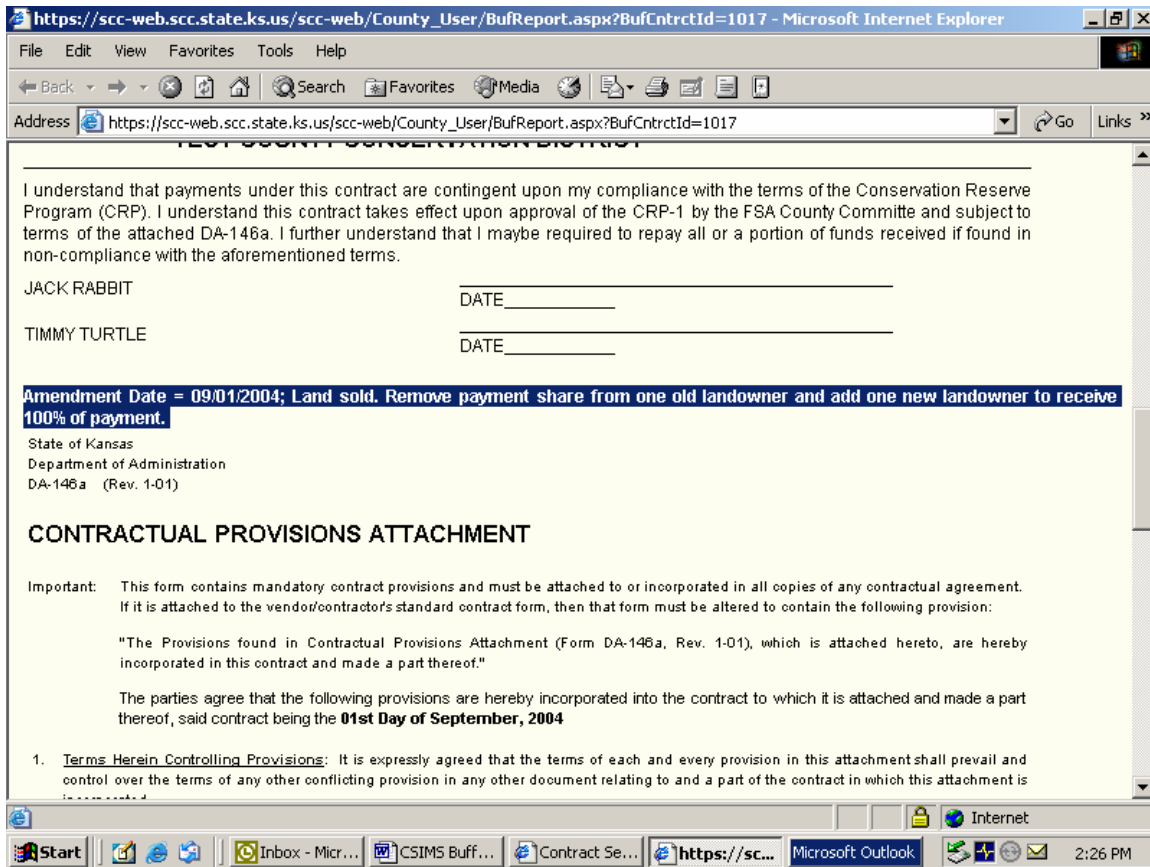 https://scc-web.scc.state.ks.us/scc-web/County_User/BufReport.aspx?BufCntrctId=1017 - Microsoft Internet Explorer
File Edit View Favorites Tools Help
Back Search Favorites Media
Address https://scc-web.scc.state.ks.us/scc-web/County_User/BufReport.aspx?BufCntrctId=1017 Go Links »
TEST COUNTY CONSERVATION DISTRICT
I understand that payments under this contract are contingent upon my compliance with the terms of the Conservation Reserve
Program (CRP). I understand this contract takes effect upon approval of the CRP-1 by the FSA County Committe and subject to
terms of the attached DA-146a. I further understand that I maybe required to repay all or a portion of funds received if found in
non-compliance with the aforementioned terms.
JACK RABBIT
DATE____________
TIMMY TURTLE
DATE____________
Amendment Date = 09/01/2004; Land sold. Remove payment share from one old landowner and add one new landowner to receive
100% of payment.
State of Kansas
Department of Administration
DA-146a (Rev. 1-01)
CONTRACTUAL PROVISIONS ATTACHMENT
Important: This form contains mandatory contract provisions and must be attached to or incorporated in all copies of any contractual agreement.
If it is attached to the vendor/contractor's standard contract form, then that form must be altered to contain the following provision:
"The Provisions found in Contractual Provisions Attachment (Form DA-146a, Rev. 1-01), which is attached hereto, are hereby
incorporated in this contract and made a part thereof."
The parties agree that the following provisions are hereby incorporated into the contract to which it is attached and made a part
thereof, said contract being the 01st Day of September, 2004
1. Terms Herein Controlling Provisions: It is expressly agreed that the terms of each and every provision in this attachment shall prevail and
control over the terms of any other conflicting provision in any other document relating to and a part of the contract in which this attachment is
Internet
Start Inbox - Micr... CSIMS Buff... Contract Se... https://sc... Microsoft Outlook 2:26 PM